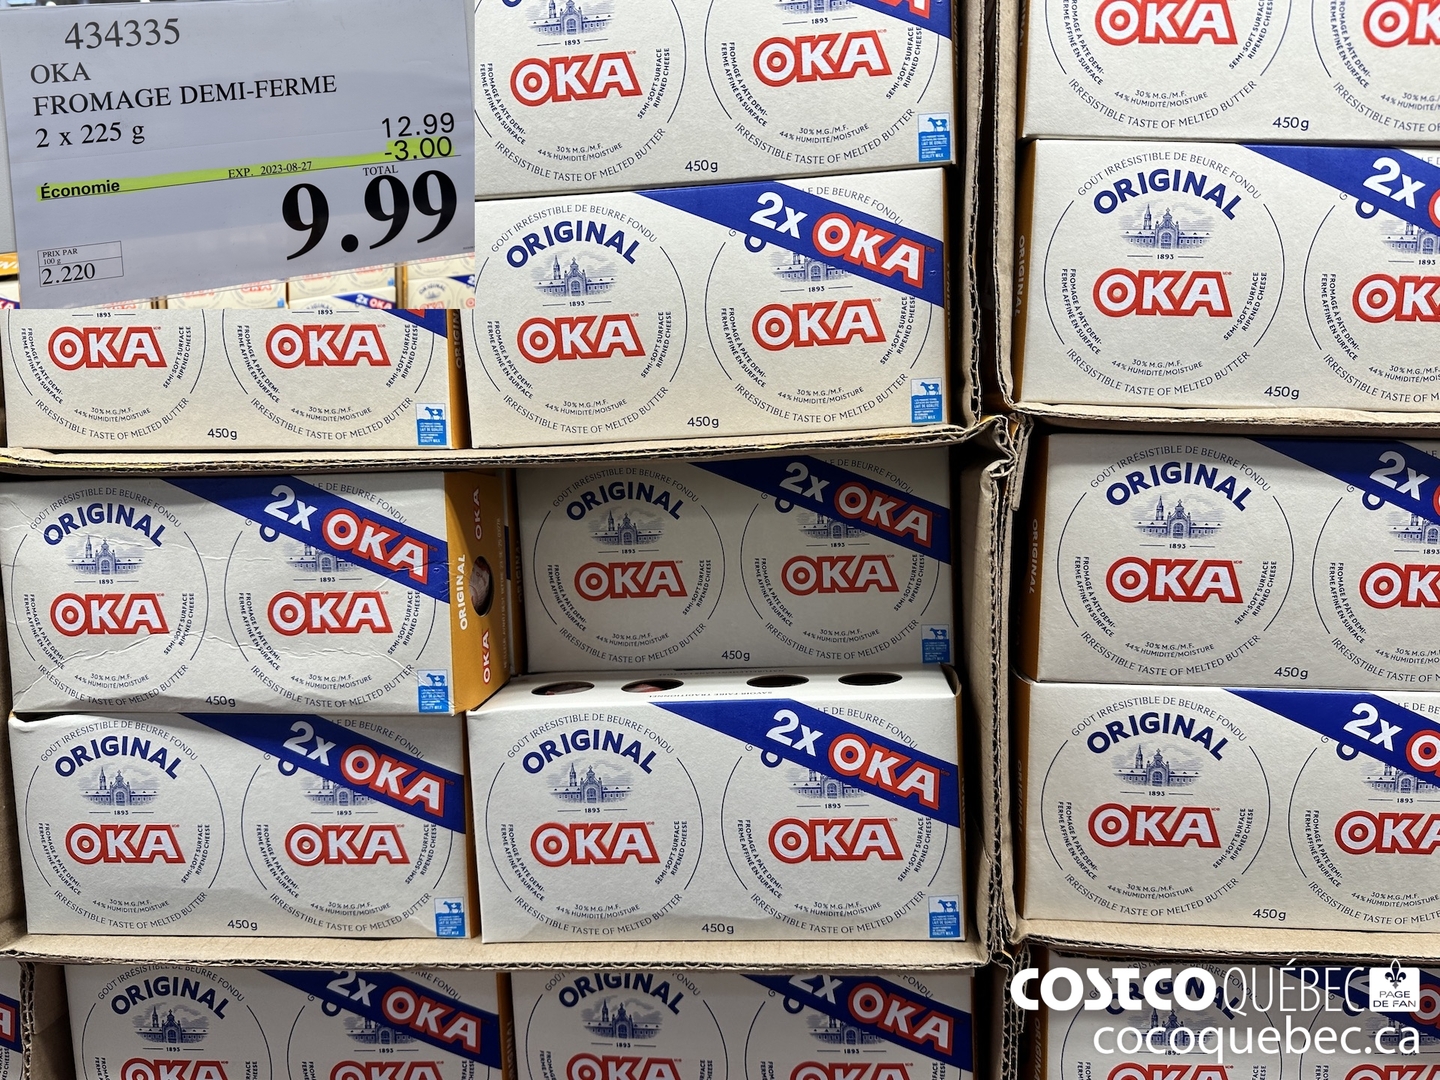 434335
OKA
FROMAGE DEMI-FERME
2 x 225 g
12.99
-3.00
Économie EXP. 2023-08-27 TOTAL
9.99
PRIX PAR
100 g
2.220
GOÛT IRRÉSISTIBLE DE BEURRE FONDU
ORIGINAL
2x OKA
1893
OKA
FROMAGE À PÂTE DEMI-FERME AFFINÉ EN SURFACE
SEMI-SOFT SURFACE RIPENED CHEESE
30% M.G./M.F.
44% HUMIDITÉ/MOISTURE
IRRÉSISTIBLE TASTE OF MELTED BUTTER
450g
ORIGINAL
OKA
COSTCO QUÉBEC PAGE DE FAN
cocoquebec.ca